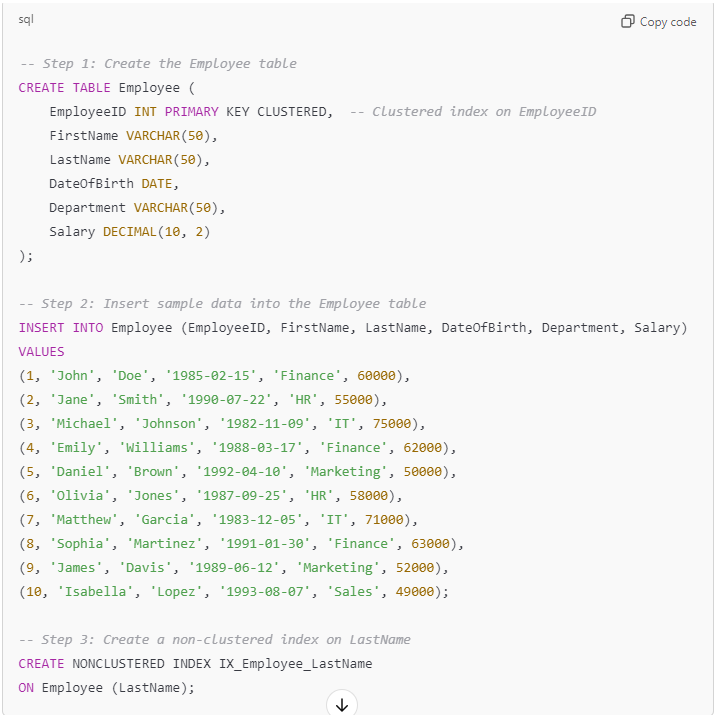 sql
Copy code
-- Step 1: Create the Employee table
CREATE TABLE Employee (
    EmployeeID INT PRIMARY KEY CLUSTERED,  -- Clustered index on EmployeeID
    FirstName VARCHAR(50),
    LastName VARCHAR(50),
    DateOfBirth DATE,
    Department VARCHAR(50),
    Salary DECIMAL(10, 2)
);
-- Step 2: Insert sample data into the Employee table
INSERT INTO Employee (EmployeeID, FirstName, LastName, DateOfBirth, Department, Salary)
VALUES
(1, 'John', 'Doe', '1985-02-15', 'Finance', 60000),
(2, 'Jane', 'Smith', '1990-07-22', 'HR', 55000),
(3, 'Michael', 'Johnson', '1982-11-09', 'IT', 75000),
(4, 'Emily', 'Williams', '1988-03-17', 'Finance', 62000),
(5, 'Daniel', 'Brown', '1992-04-10', 'Marketing', 50000),
(6, 'Olivia', 'Jones', '1987-09-25', 'HR', 58000),
(7, 'Matthew', 'Garcia', '1983-12-05', 'IT', 71000),
(8, 'Sophia', 'Martinez', '1991-01-30', 'Finance', 63000),
(9, 'James', 'Davis', '1989-06-12', 'Marketing', 52000),
(10, 'Isabella', 'Lopez', '1993-08-07', 'Sales', 49000);
-- Step 3: Create a non-clustered index on LastName
CREATE NONCLUSTERED INDEX IX_Employee_LastName
ON Employee (LastName);